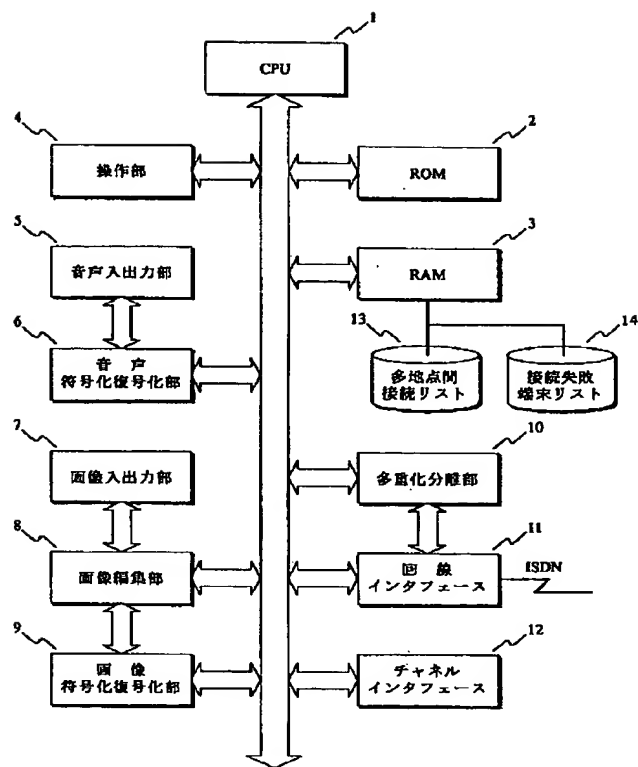 1
CPU
4
操作部
2
ROM
5
音声入出力部
3
RAM
6
音声
符号化復号化部
13
多地点間
接続リスト
14
接続失敗
端末リスト
7
画像入出力部
10
多重化分離部
8
画像編集部
11
回線
インタフェース
ISDN
9
画像
符号化復号化部
12
チャネル
インタフェース